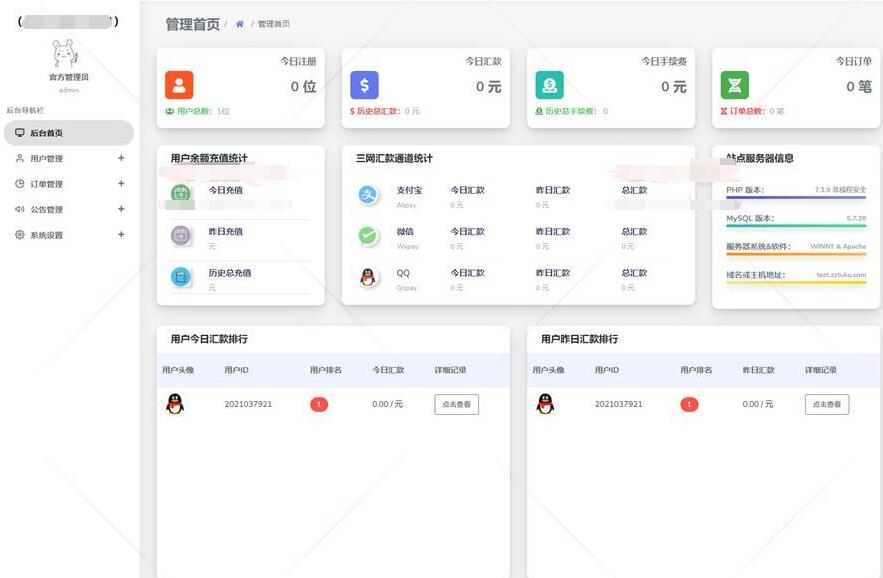 管理首页 / / 管理首页
官方管理员
admin
后台导航栏
后台首页
用户管理 +
订单管理 +
公告管理 +
系统设置 +
今日注册
0 位
用户总数: 1位
今日汇款
0 元
$ 历史总汇款: 0 元
今日手续费
0 元
历史总手续费: 0
今日订单
0 笔
订单总数: 0 笔
用户余额充值统计
今日充值
昨日充值
元
历史总充值
元
三网汇款通道统计
支付宝 今日汇款 昨日汇款 总汇款
Alipay 0 元 0 元
微信 今日汇款 昨日汇款 总汇款
Wxpay 0 元 0 元 0 元
QQ 今日汇款 昨日汇款 总汇款
Qqpay 0 元 0 元 0 元
站点服务器信息
PHP 版本: 7.1.9 非线程安全
MySQL 版本: 5.7.26
服务器系统&软件: WINNT & Apache
域名或主机地址: test.zztuku.com
用户今日汇款排行
用户头像 用户ID 用户排名 今日汇款 详细记录
2021037921 1 0.00 / 元 点击查看
用户昨日汇款排行
用户头像 用户ID 用户排名 昨日汇款 详细记录
2021037921 1 0.00 / 元 点击查看